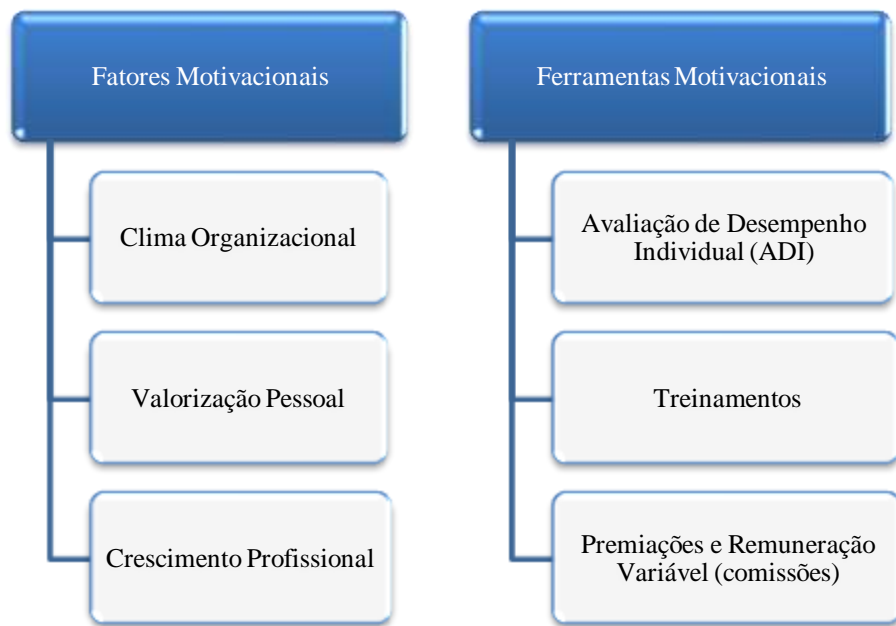 Fatores Motivacionais
Clima Organizacional
Valorização Pessoal
Crescimento Profissional
Ferramentas Motivacionais
Avaliação de Desempenho
Individual (ADI)
Treinamentos
Premiações e Remuneração
Variável (comissões)